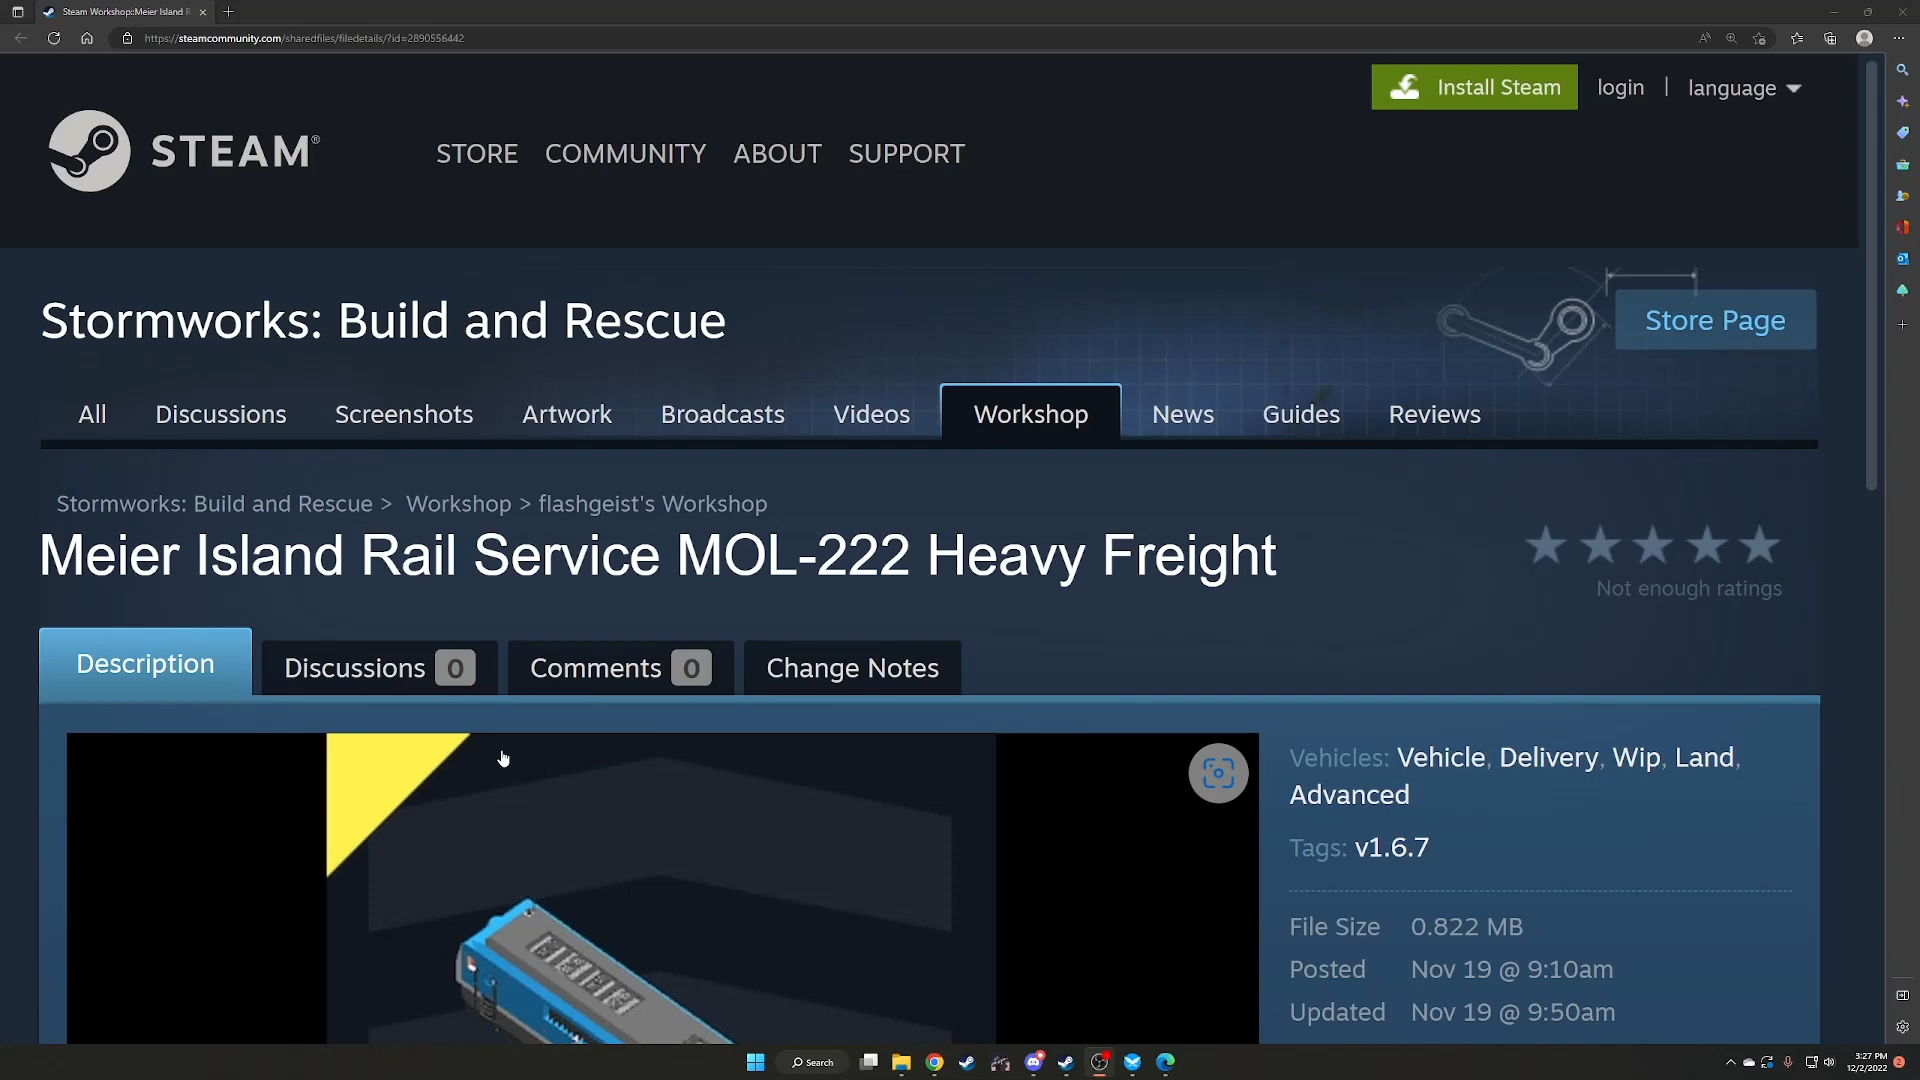 Steam Workshop::Meier Island R
https://steamcommunity.com/sharedfiles/filedetails/?id=2890556442
Install Steam
login | language
STEAM®
STORE COMMUNITY ABOUT SUPPORT
Stormworks: Build and Rescue
Store Page
All Discussions Screenshots Artwork Broadcasts Videos Workshop News Guides Reviews
Stormworks: Build and Rescue > Workshop > flashgeist's Workshop
Meier Island Rail Service MOL-222 Heavy Freight
Not enough ratings
Description Discussions 0 Comments 0 Change Notes
Vehicles: Vehicle, Delivery, Wip, Land,
Advanced
Tags: v1.6.7
File Size 0.822 MB
Posted Nov 19 @ 9:10am
Updated Nov 19 @ 9:50am
Search
3:27 PM
12/2/2022
2